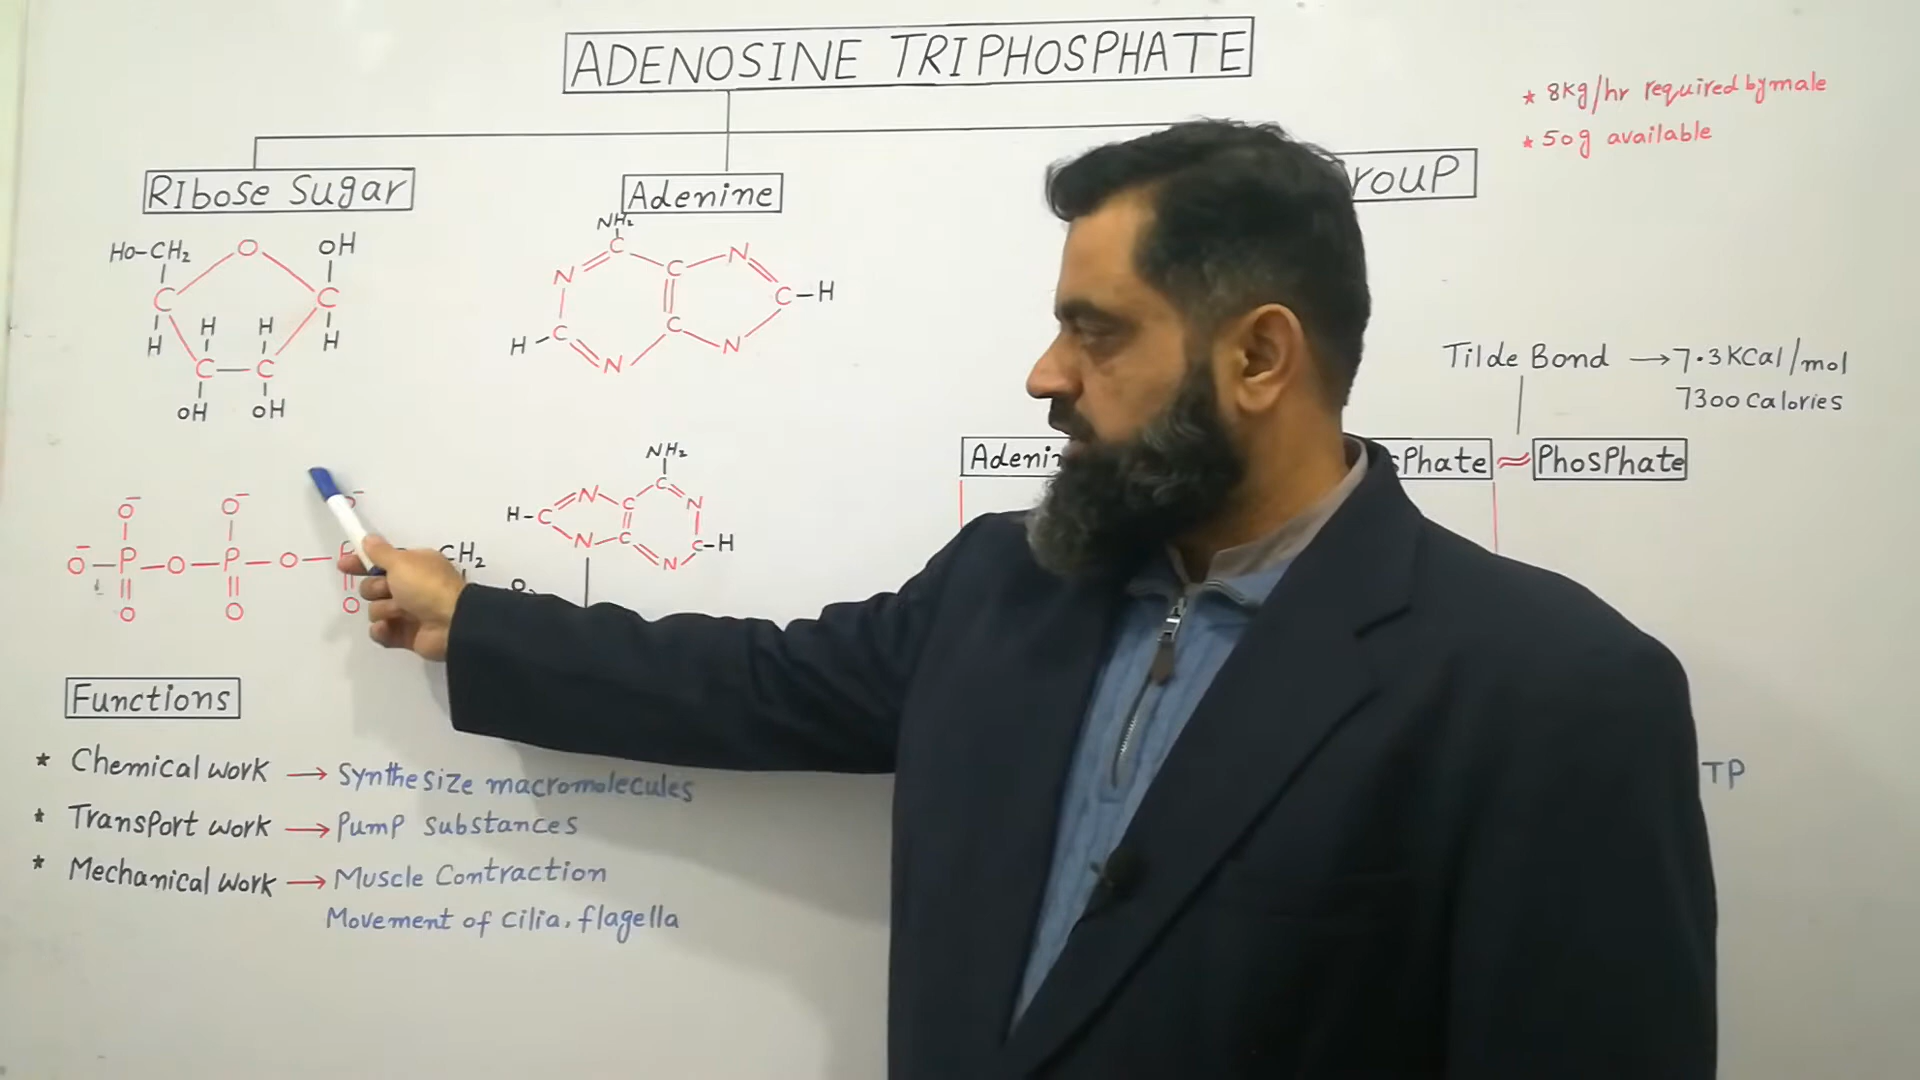 ADENOSINE TRIPHOSPHATE
* 8Kg/hr required by male
* 50g available
RIbose Sugar
Adenine
rouP
HO-CH₂ O OH
C C
H H H H
C C
OH OH
NH₂
C
N C N
C-H
H C C
N N
Tilde Bond → 7.3 KCal/mol
7300 Calories
Adenin
sPhate ≈ PhosPhate
NH₂
C
N C N
H-C
N C C-H
N
O⁻ O⁻ O⁻
O⁻ P O P O P CH₂
O O O
O
Functions
* Chemical work → Synthesize macromolecules
* Transport work → Pump substances
* Mechanical work → Muscle Contraction
Movement of cilia, flagella
TP